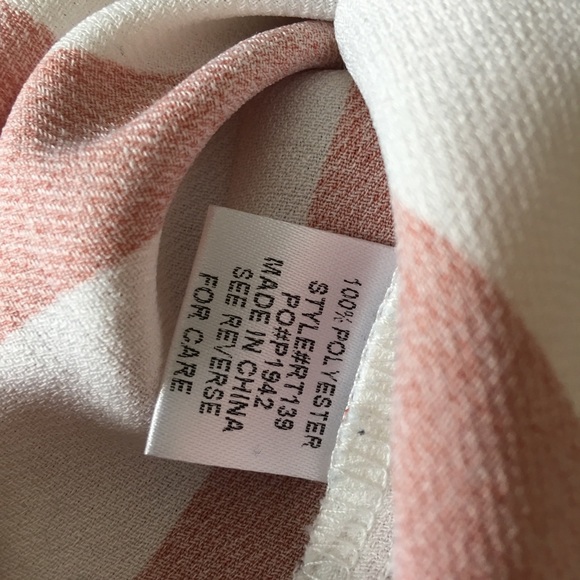 100% POLYESTER
STYLE#RT139
PO#P1942
MADE IN CHINA
SEE REVERSE
FOR CARE